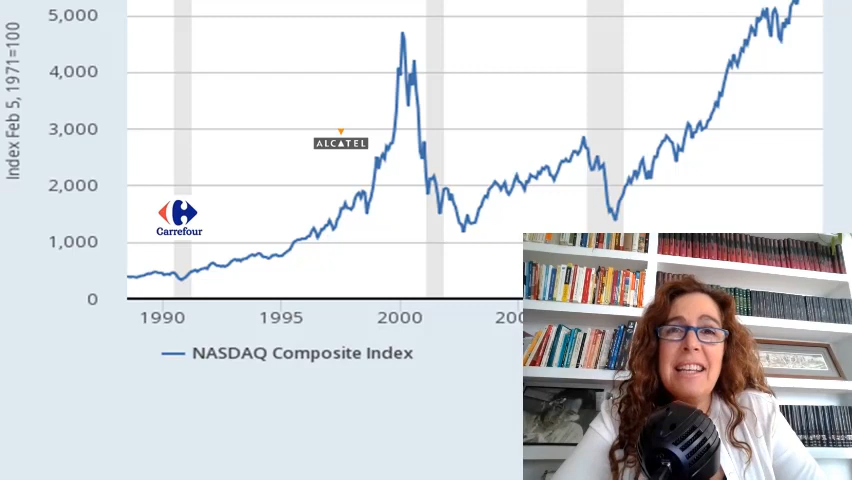 5,000
4,000
3,000
2,000
1,000
0
Index Feb 5, 1971=100
ALCATEL
Carrefour
1990
1995
2000
NASDAQ Composite Index